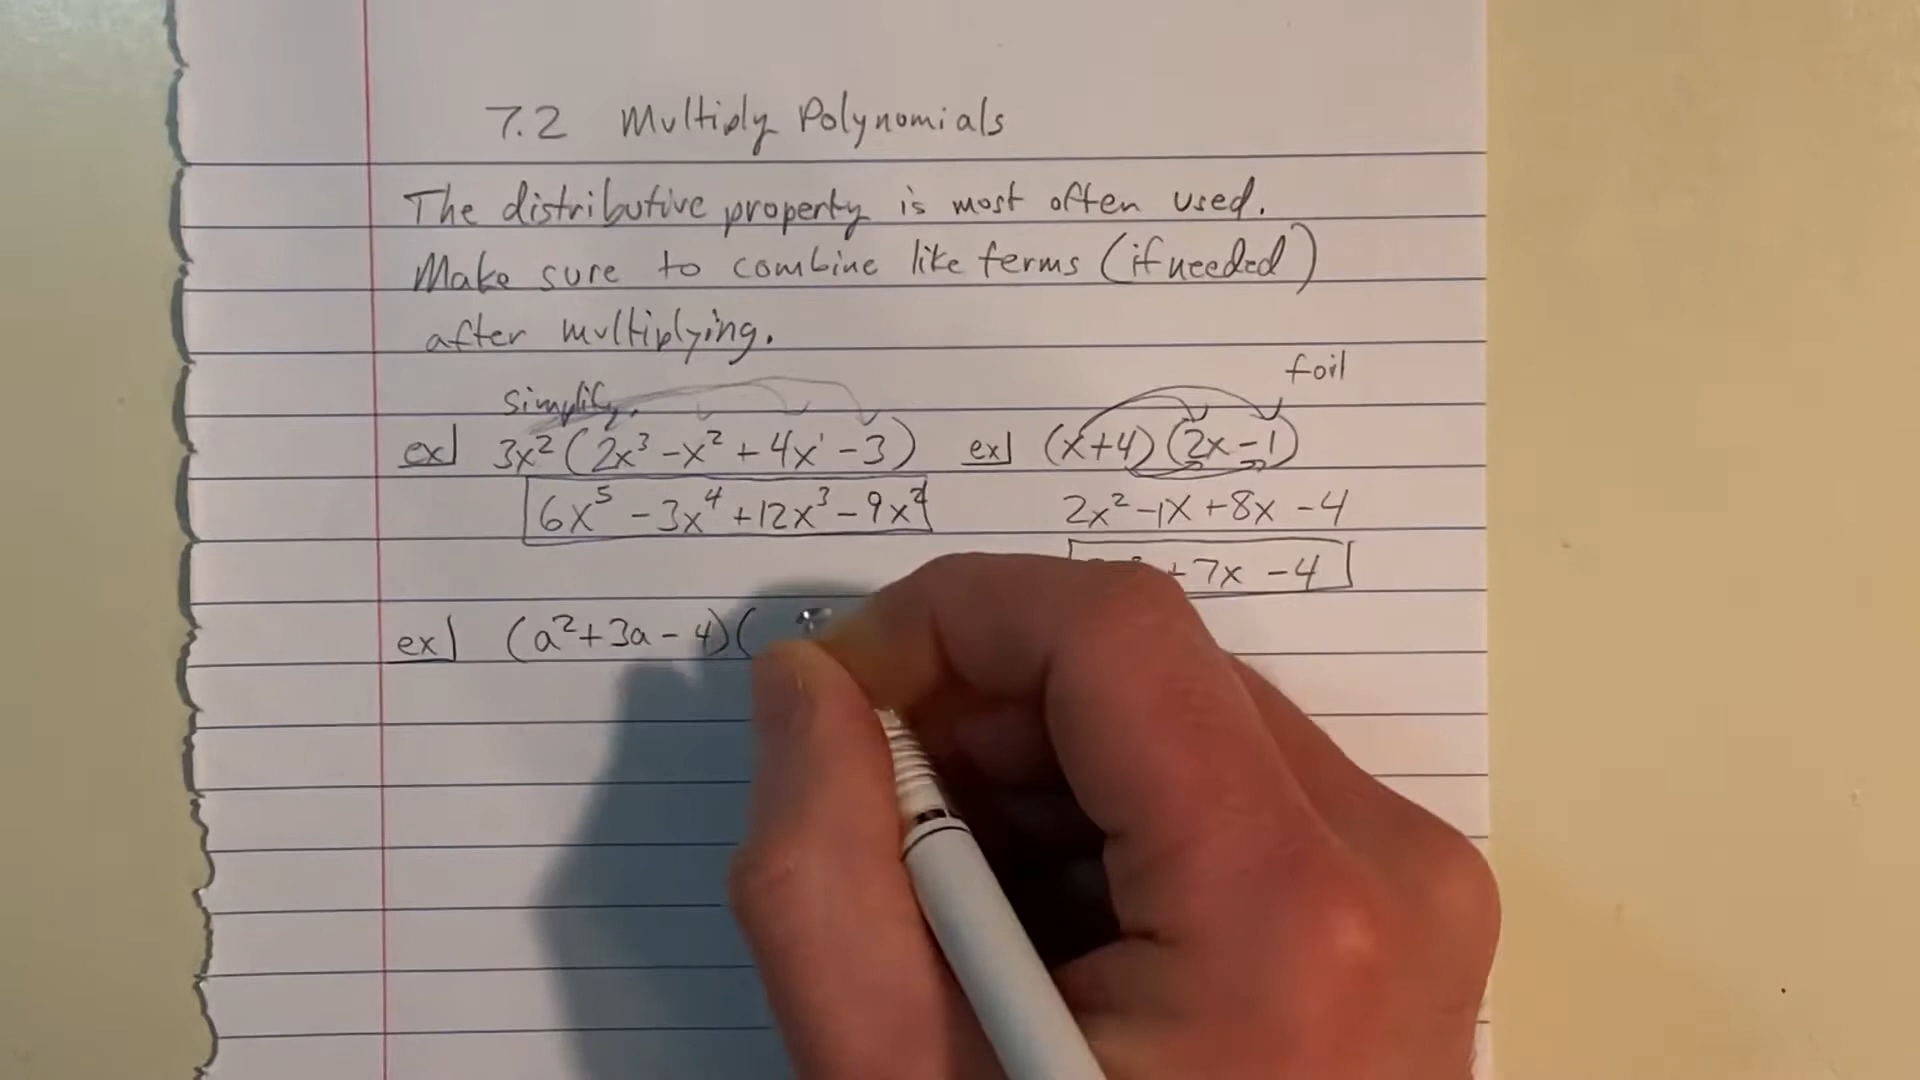 7.2 Multiply Polynomials
The distributive property is most often used.
Make sure to combine like terms (if needed)
after multiplying.
foil
simplify.
ex] 3x²(2x³ - x² + 4x¹ - 3) ex] (x+4)(2x-1)
6x⁵ - 3x⁴ + 12x³ - 9x² 2x² - 1x + 8x - 4
+ 7x - 4
ex] (a² + 3a - 4)(